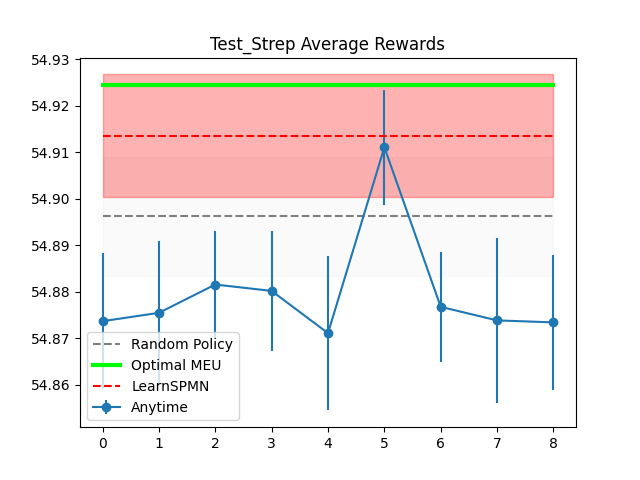 Test_Strep Average Rewards
54.93
54.92
54.91
54.90
54.89
54.88
54.87
54.86
Random Policy
Optimal MEU
LearnSPMN
Anytime
0 1 2 3 4 5 6 7 8